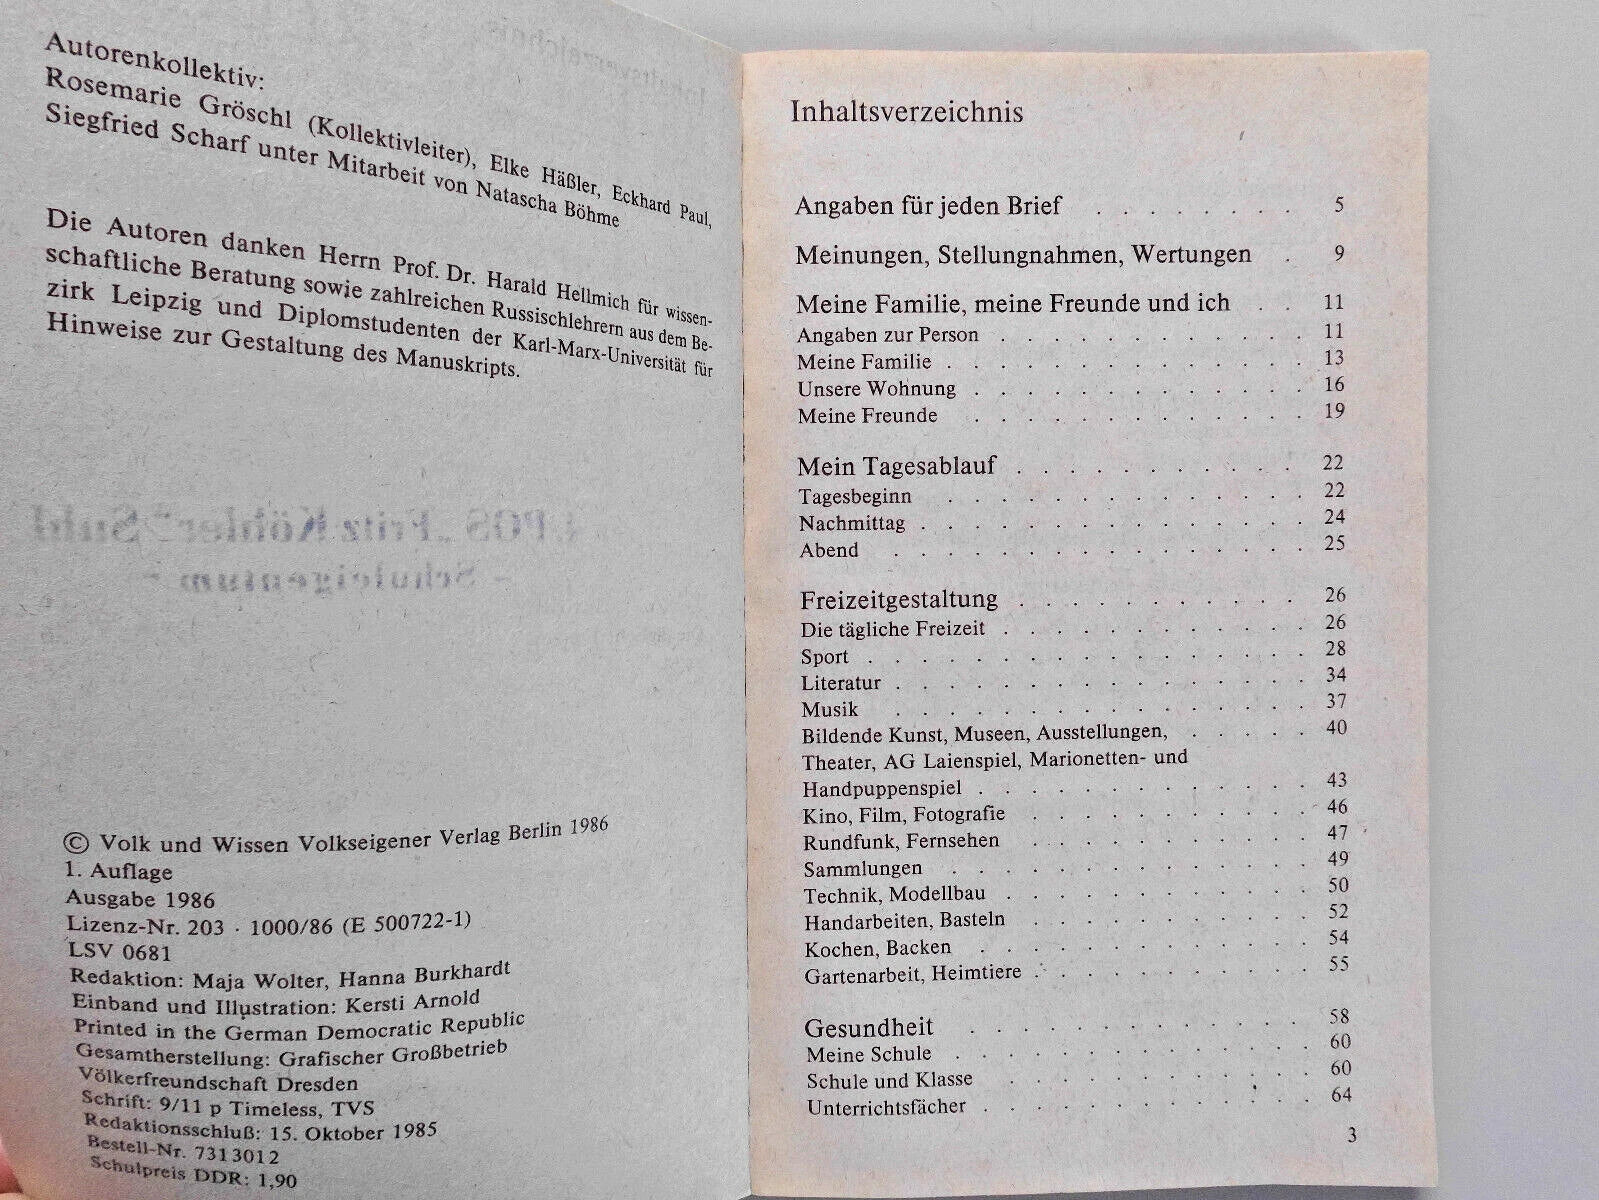 Autorenkollektiv:
Rosemarie Gröschl (Kollektivleiter), Elke Häßler, Eckhard Paul,
Siegfried Scharf unter Mitarbeit von Natascha Böhme
Die Autoren danken Herrn Prof. Dr. Harald Hellmich für wissen-
schaftliche Beratung sowie zahlreichen Russischlehrern aus dem Be-
zirk Leipzig und Diplomstudenten der Karl-Marx-Universität für
Hinweise zur Gestaltung des Manuskripts.
POS „Fritz Köhler“ Suhl
- Schuleigentum -
© Volk und Wissen Volkseigener Verlag Berlin 1986
1. Auflage
Ausgabe 1986
Lizenz-Nr. 203 · 1000/86 (E 500722-1)
LSV 0681
Redaktion: Maja Wolter, Hanna Burkhardt
Einband und Illustration: Kersti Arnold
Printed in the German Democratic Republic
Gesamtherstellung: Grafischer Großbetrieb
Völkerfreundschaft Dresden
Schrift: 9/11 p Timeless, TVS
Redaktionsschluß: 15. Oktober 1985
Bestell-Nr. 7313012
Schulpreis DDR: 1,90
Inhaltsverzeichnis
Angaben für jeden Brief . . . . . . . . 5
Meinungen, Stellungnahmen, Wertungen . 9
Meine Familie, meine Freunde und ich . . 11
Angaben zur Person . . . . . . . . . . . . 11
Meine Familie . . . . . . . . . . . . . . 13
Unsere Wohnung . . . . . . . . . . . . . 16
Meine Freunde . . . . . . . . . . . . . 19
Mein Tagesablauf . . . . . . . . . . . 22
Tagesbeginn . . . . . . . . . . . . . . 22
Nachmittag . . . . . . . . . . . . . . . 24
Abend . . . . . . . . . . . . . . . . 25
Freizeitgestaltung . . . . . . . . . . . 26
Die tägliche Freizeit . . . . . . . . . . . . 26
Sport . . . . . . . . . . . . . . . . . 28
Literatur . . . . . . . . . . . . . . . . 34
Musik . . . . . . . . . . . . . . . . 37
Bildende Kunst, Museen, Ausstellungen, . . . . . 40
Theater, AG Laienspiel, Marionetten- und
Handpuppenspiel . . . . . . . . . . . . . 43
Kino, Film, Fotografie . . . . . . . . . . . 46
Rundfunk, Fernsehen . . . . . . . . . . . 47
Sammlungen . . . . . . . . . . . . . . 49
Technik, Modellbau . . . . . . . . . . . . 50
Handarbeiten, Basteln . . . . . . . . . . . 52
Kochen, Backen . . . . . . . . . . . . . 54
Gartenarbeit, Heimtiere . . . . . . . . . . . 55
Gesundheit . . . . . . . . . . . . . 58
Meine Schule . . . . . . . . . . . . . . 60
Schule und Klasse . . . . . . . . . . . . 60
Unterrichtsfächer . . . . . . . . . . . . . 64
3